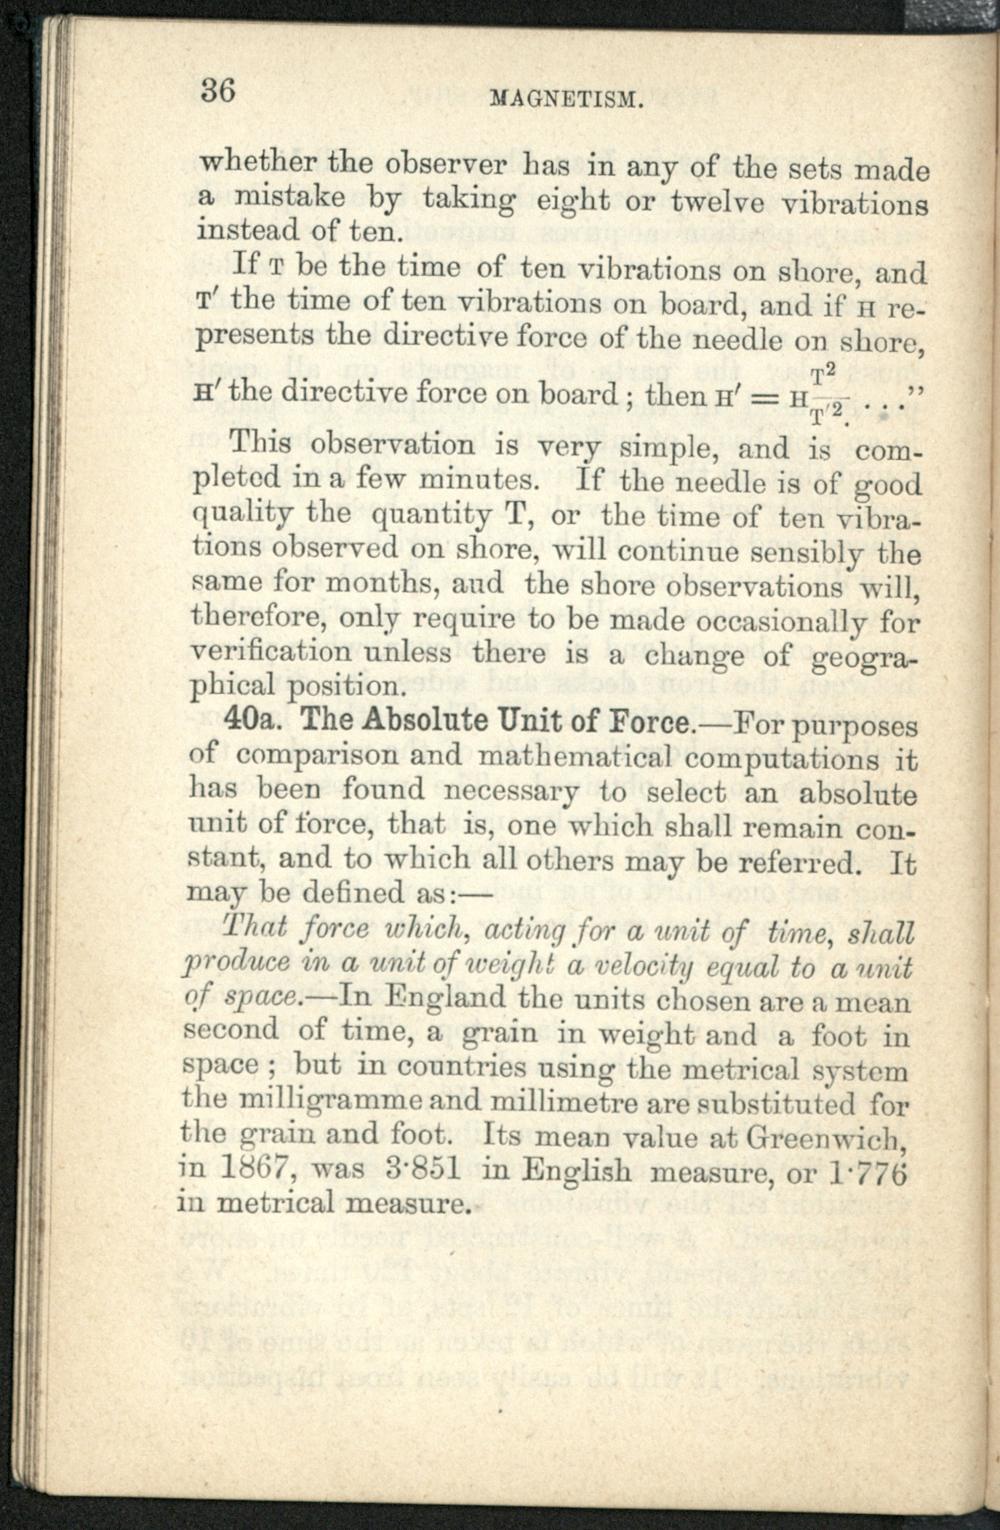 36
MAGNETISM.
whether the observer has in any of the sets made
a mistake by taking eight or twelve vibrations
instead of ten.
If T be the time of ten vibrations on shore, and
T′ the time of ten vibrations on board, and if H re-
presents the directive force of the needle on shore,
H′ the directive force on board; then H′ = H T²/T′². . . .”
This observation is very simple, and is com-
pleted in a few minutes. If the needle is of good
quality the quantity T, or the time of ten vibra-
tions observed on shore, will continue sensibly the
same for months, and the shore observations will,
therefore, only require to be made occasionally for
verification unless there is a change of geogra-
phical position.
40a. The Absolute Unit of Force.—For purposes
of comparison and mathematical computations it
has been found necessary to select an absolute
unit of force, that is, one which shall remain con-
stant, and to which all others may be referred. It
may be defined as:—
That force which, acting for a unit of time, shall
produce in a unit of weight a velocity equal to a unit
of space.—In England the units chosen are a mean
second of time, a grain in weight and a foot in
space; but in countries using the metrical system
the milligramme and millimetre are substituted for
the grain and foot. Its mean value at Greenwich,
in 1867, was 3·851 in English measure, or 1·776
in metrical measure.